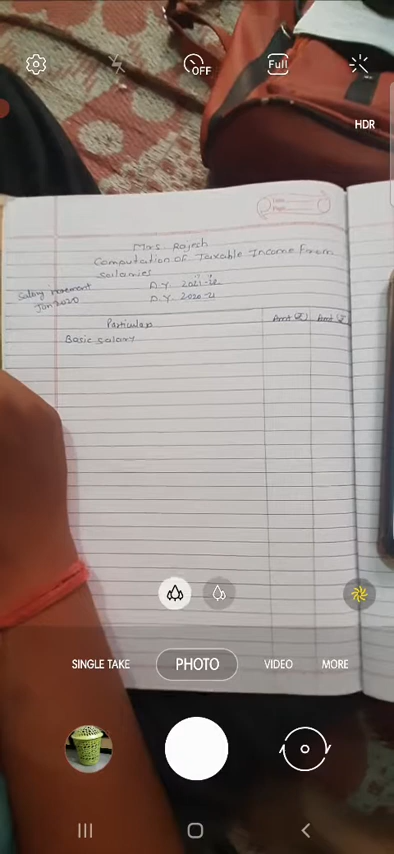 OFF
Full
HDR
Mrs Rajesh
Computation of Taxable Income from
salaries
Salary increment
Jan 2020
A.Y. 2021-22
P.Y. 2020-21
Particulars
Amt (₹) Amt (₹)
Basic salary
SINGLE TAKE PHOTO VIDEO MORE